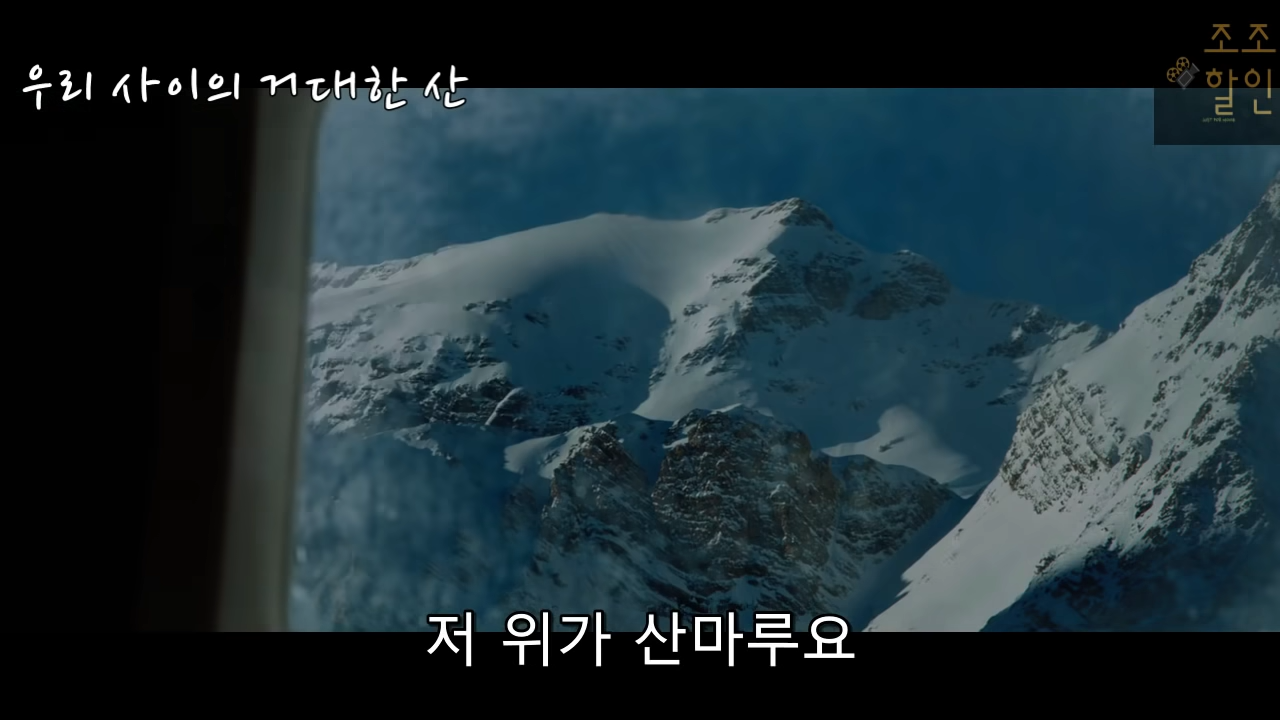 우리 사이의 거대한 산
조조
할인
저 위가 산마루요